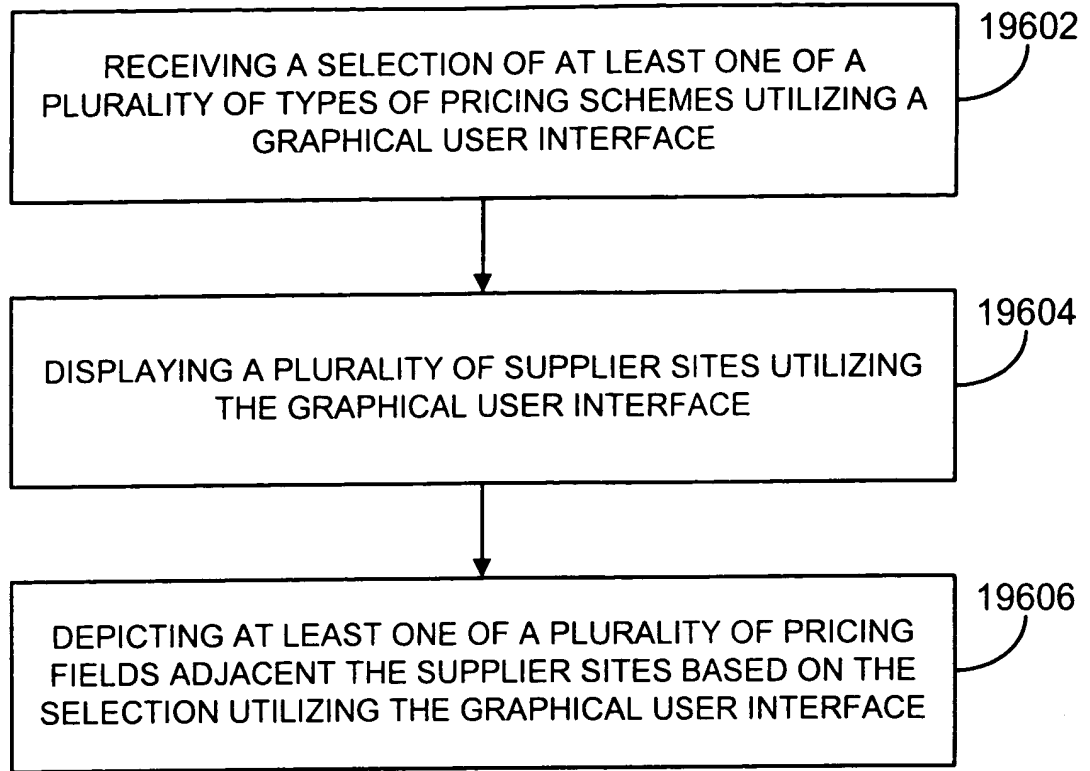 19602
RECEIVING A SELECTION OF AT LEAST ONE OF A
PLURALITY OF TYPES OF PRICING SCHEMES UTILIZING A
GRAPHICAL USER INTERFACE
19604
DISPLAYING A PLURALITY OF SUPPLIER SITES UTILIZING
THE GRAPHICAL USER INTERFACE
19606
DEPICTING AT LEAST ONE OF A PLURALITY OF PRICING
FIELDS ADJACENT THE SUPPLIER SITES BASED ON THE
SELECTION UTILIZING THE GRAPHICAL USER INTERFACE